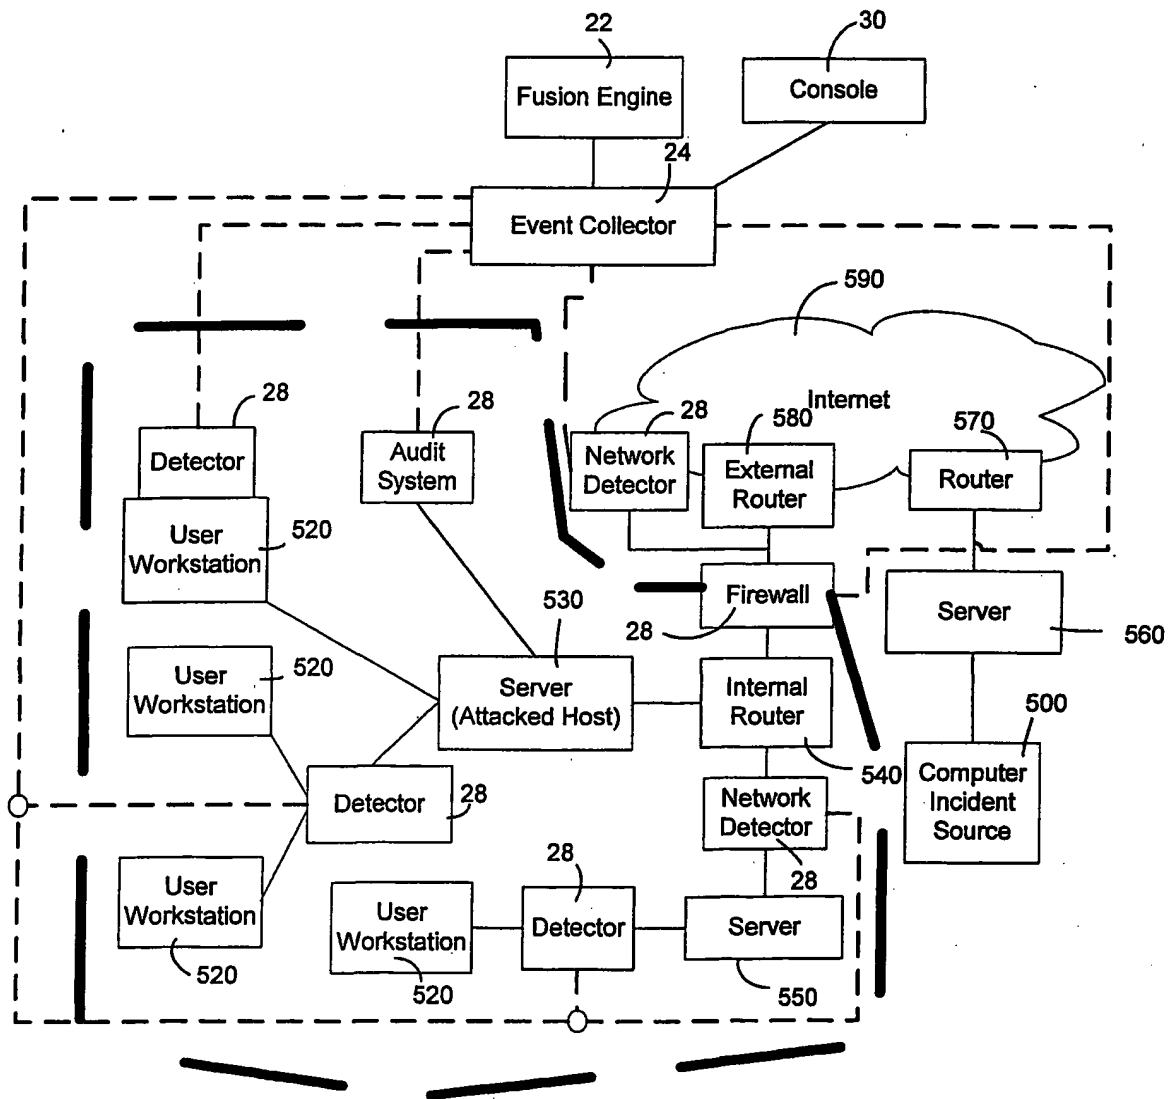 22
30
Fusion Engine
Console
24
Event Collector
590
Internet
28
28
28
580
570
Detector
Audit
System
Network
Detector
External
Router
Router
User
Workstation
520
530
Firewall
28
Server
560
User
Workstation
520
Server
(Attacked Host)
Internal
Router
540
500
Computer
Incident
Source
Detector
28
Network
Detector
28
28
User
Workstation
520
User
Workstation
520
Detector
Server
550